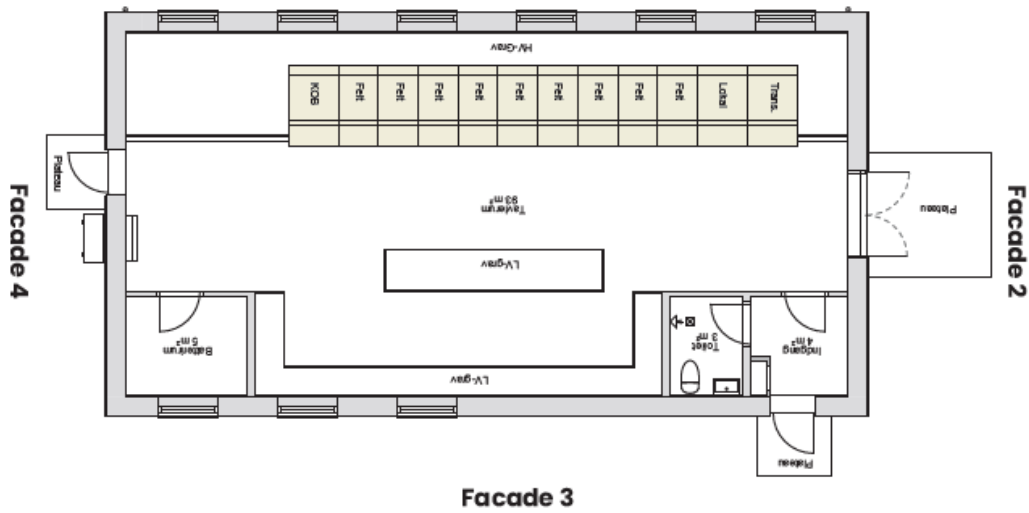 HV-Grav
KOB
Felt
Felt
Felt
Felt
Felt
Felt
Felt
Felt
Felt
Lokal
Trans.
Plateau
Facade 4
Tavlerum
93 m²
Plateau
Facade 2
LV-grav
Batterirum
5 m²
Toilet
3 m²
Indgang
4 m²
LV-grav
Plateau
Facade 3